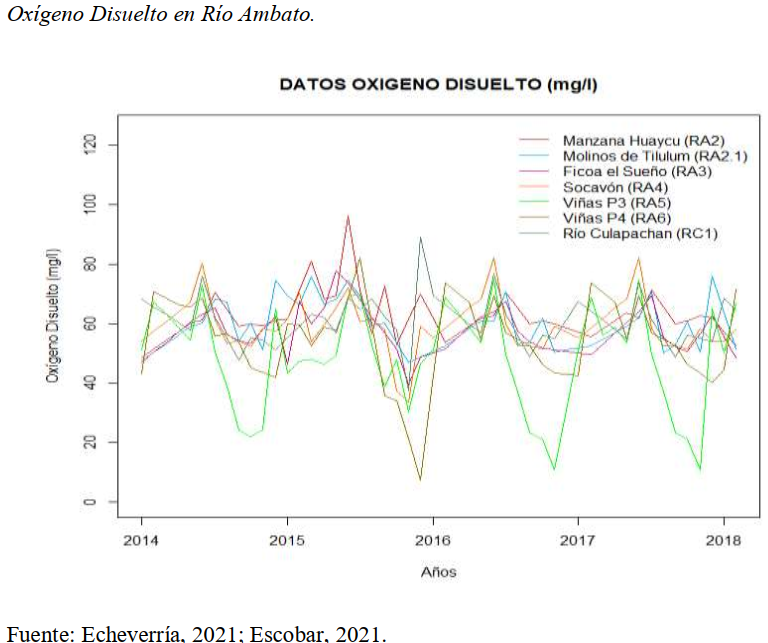 Oxígeno Disuelto en Río Ambato.
DATOS OXIGENO DISUELTO (mg/l)
Manzana Huaycu (RA2)
Molinos de Tilulum (RA2.1)
Ficoa el Sueño (RA3)
Socavón (RA4)
Viñas P3 (RA5)
Viñas P4 (RA6)
Río Culapachan (RC1)
Oxígeno Disuelto (mg/l)
120
100
80
60
40
20
0
2014 2015 2016 2017 2018
Años
Fuente: Echeverría, 2021; Escobar, 2021.